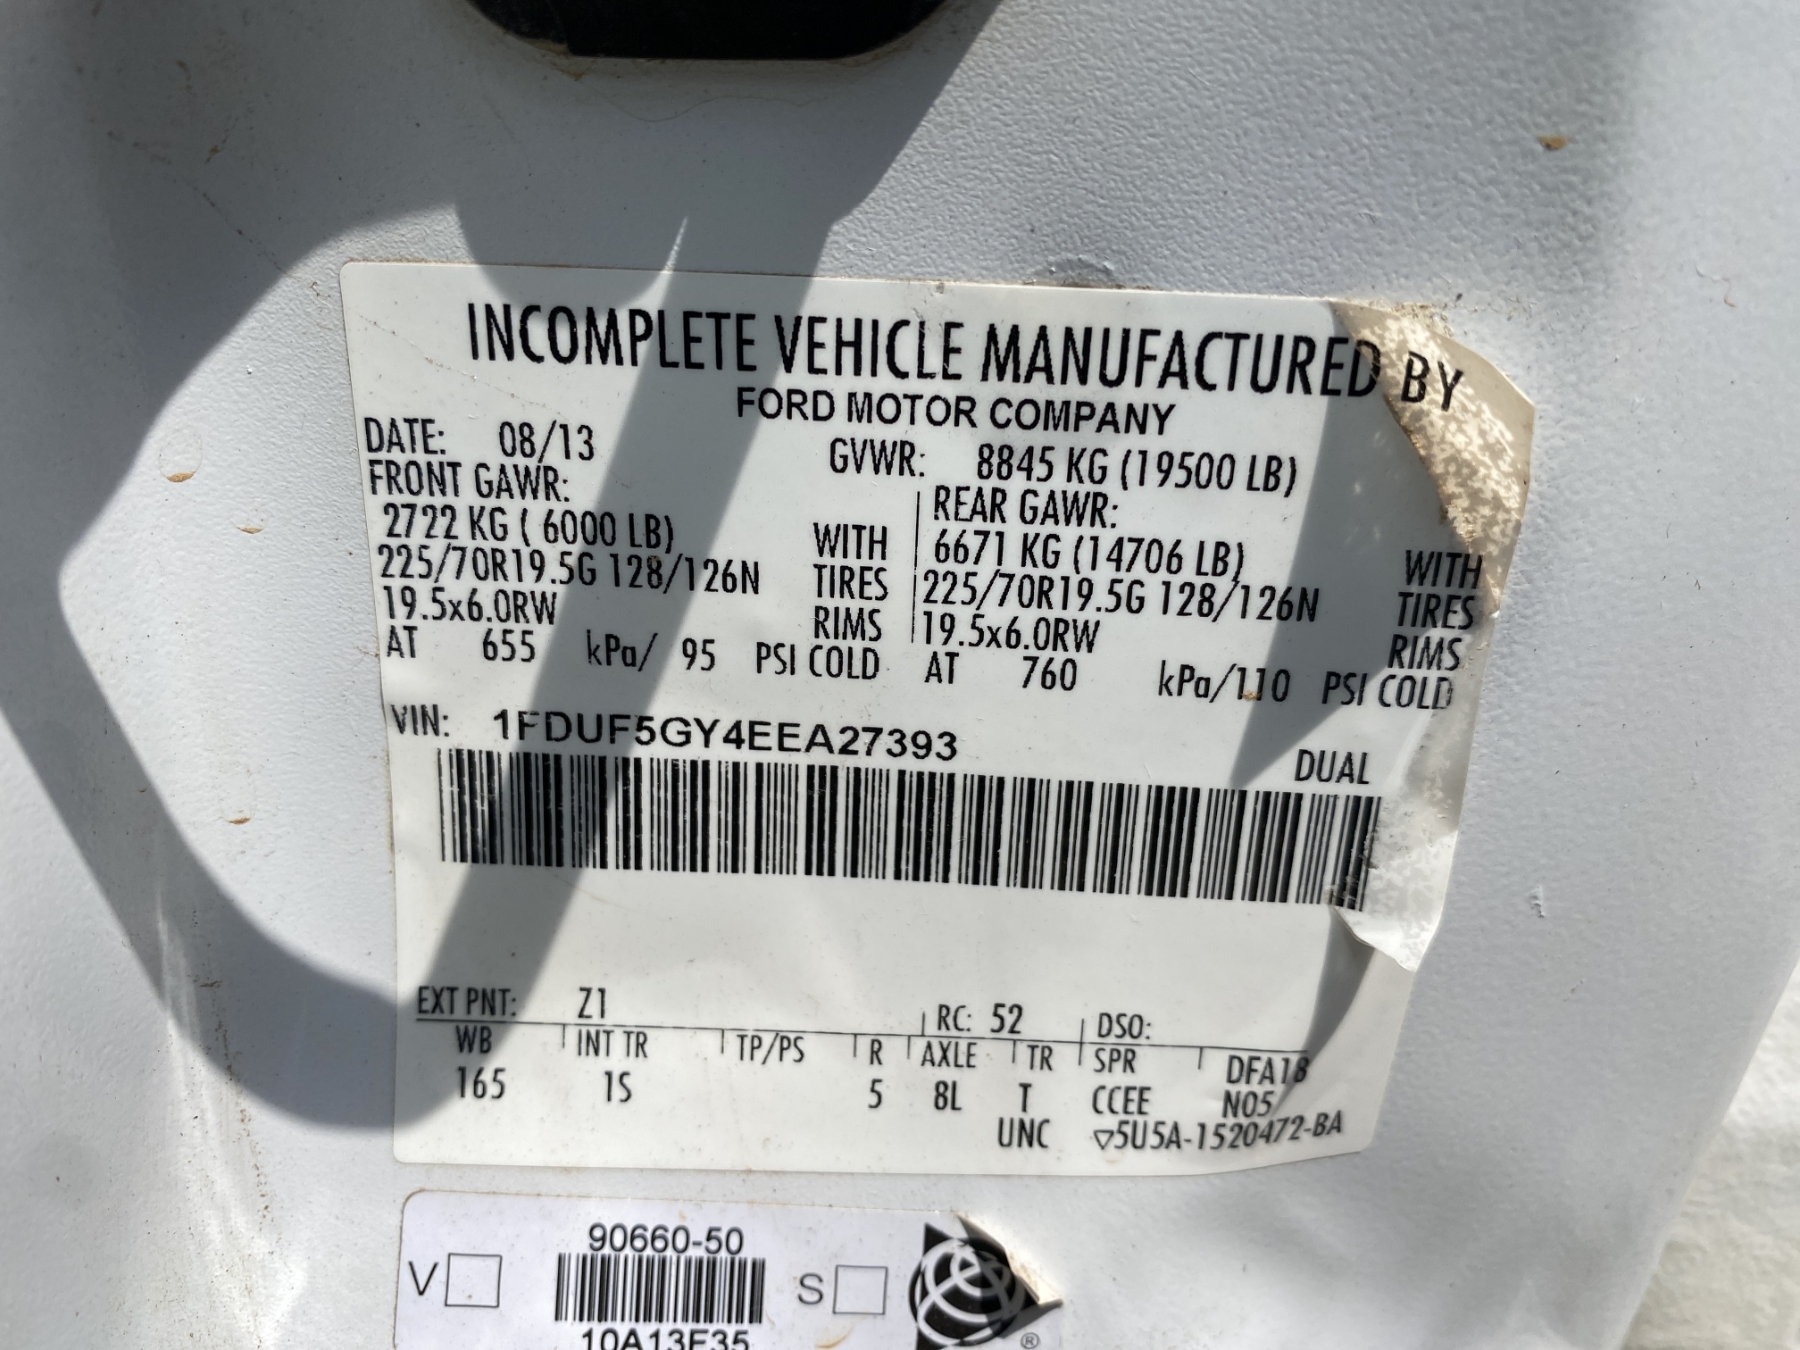 INCOMPLETE VEHICLE MANUFACTURED BY
FORD MOTOR COMPANY
DATE: 08/13 GVWR: 8845 KG (19500 LB)
FRONT GAWR: REAR GAWR:
2722 KG ( 6000 LB) WITH 6671 KG (14706 LB) WITH
225/70R19.5G 128/126N TIRES 225/70R19.5G 128/126N TIRES
19.5x6.0RW RIMS 19.5x6.0RW RIMS
AT 655 kPa/ 95 PSI COLD AT 760 kPa/110 PSI COLD
VIN: 1FDUF5GY4EEA27393
DUAL
EXT PNT: Z1 RC: 52 DSO:
WB INT TR TP/PS R AXLE TR SPR DFA18
165 1S 5 8L T CCEE N05
UNC ▽5U5A-1520472-BA
90660-50
V S
10A13F35
®